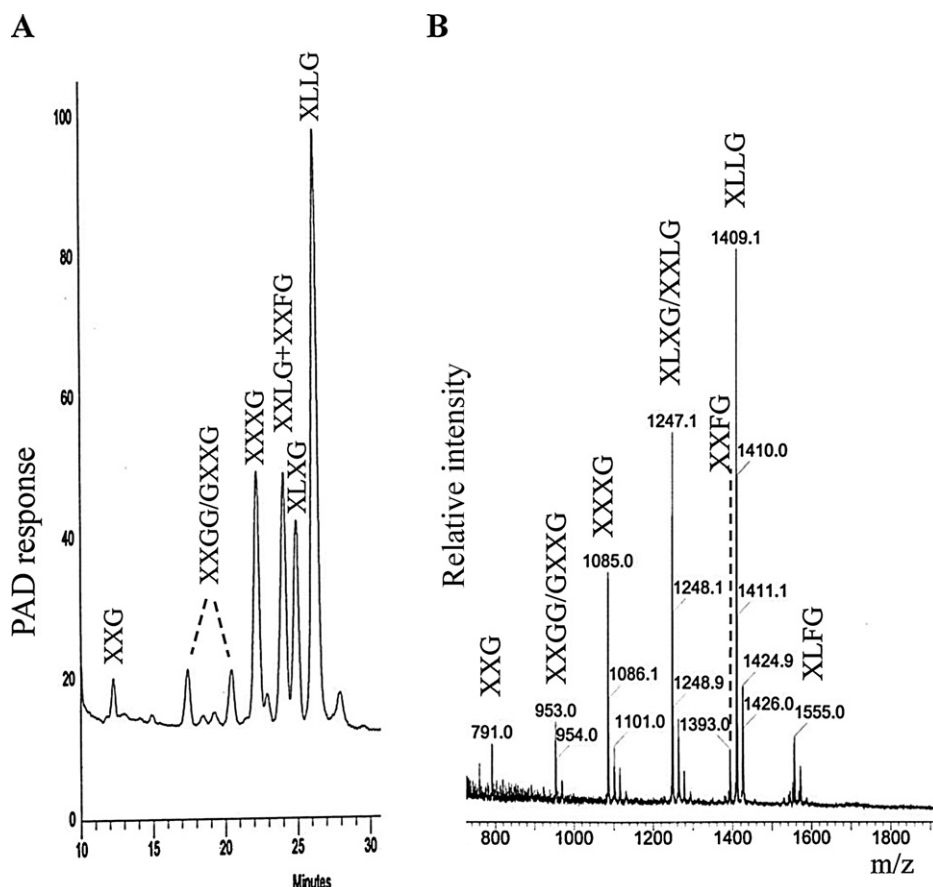 A
PAD response
100
80
60
40
20
0
10
15
20
25
30
Minutes
XXG
XXGG/GXXG
XXXG
XXLG+XXFG
XLXG
XLLG
B
Relative intensity
XXG
791.0
XXGG/GXXG
953.0
954.0
XXXG
1085.0
1086.1
1101.0
XLXG/XXLG
1247.1
1248.1
1248.9
XXFG
1393.0
XLLG
1409.1
1410.0
1411.1
1424.9
1426.0
XLFG
1555.0
800
1000
1200
1400
1600
1800
m/z